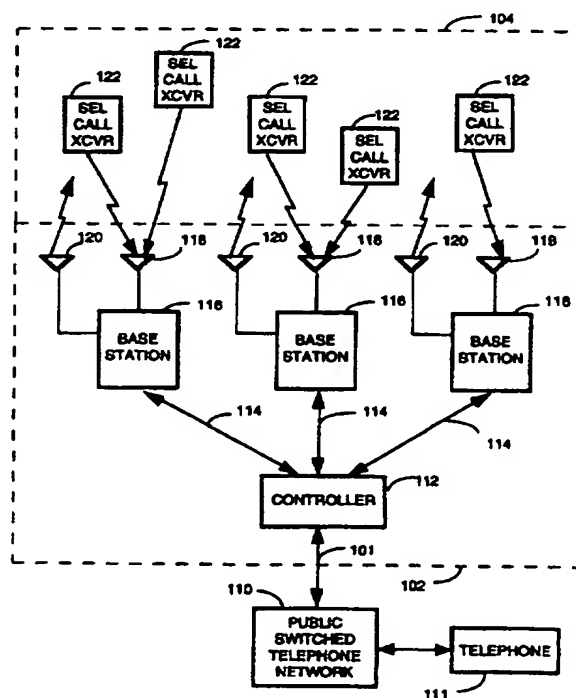 104
122
122
122
122
122
SEL
CALL
XCVR
SEL
CALL
XCVR
SEL
CALL
XCVR
SEL
CALL
XCVR
SEL
CALL
XCVR
120
118
120
118
120
118
116
116
116
BASE
STATION
BASE
STATION
BASE
STATION
114
114
114
CONTROLLER
112
101
110
102
PUBLIC
SWITCHED
TELEPHONE
NETWORK
TELEPHONE
111